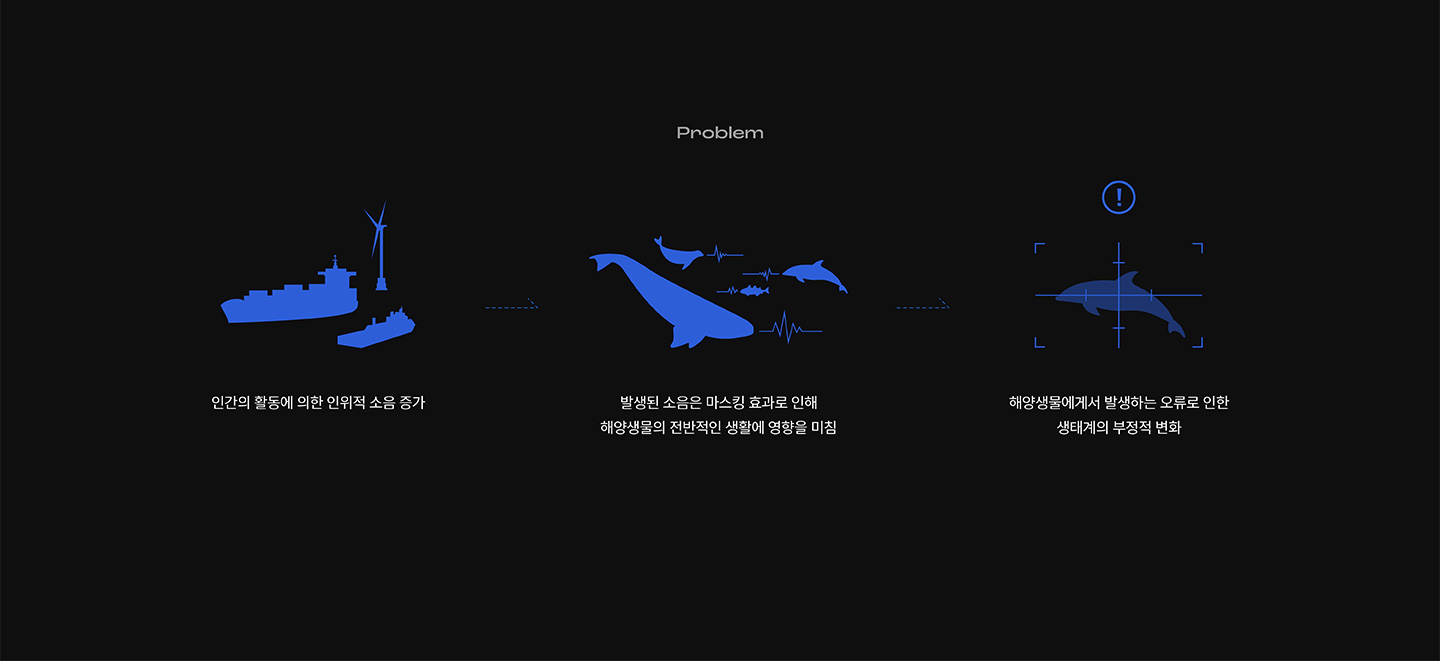 Problem
!
인간의 활동에 의한 인위적 소음 증가
발생된 소음은 마스킹 효과로 인해
해양생물의 전반적인 생활에 영향을 미침
해양생물에게서 발생하는 오류로 인한
생태계의 부정적 변화